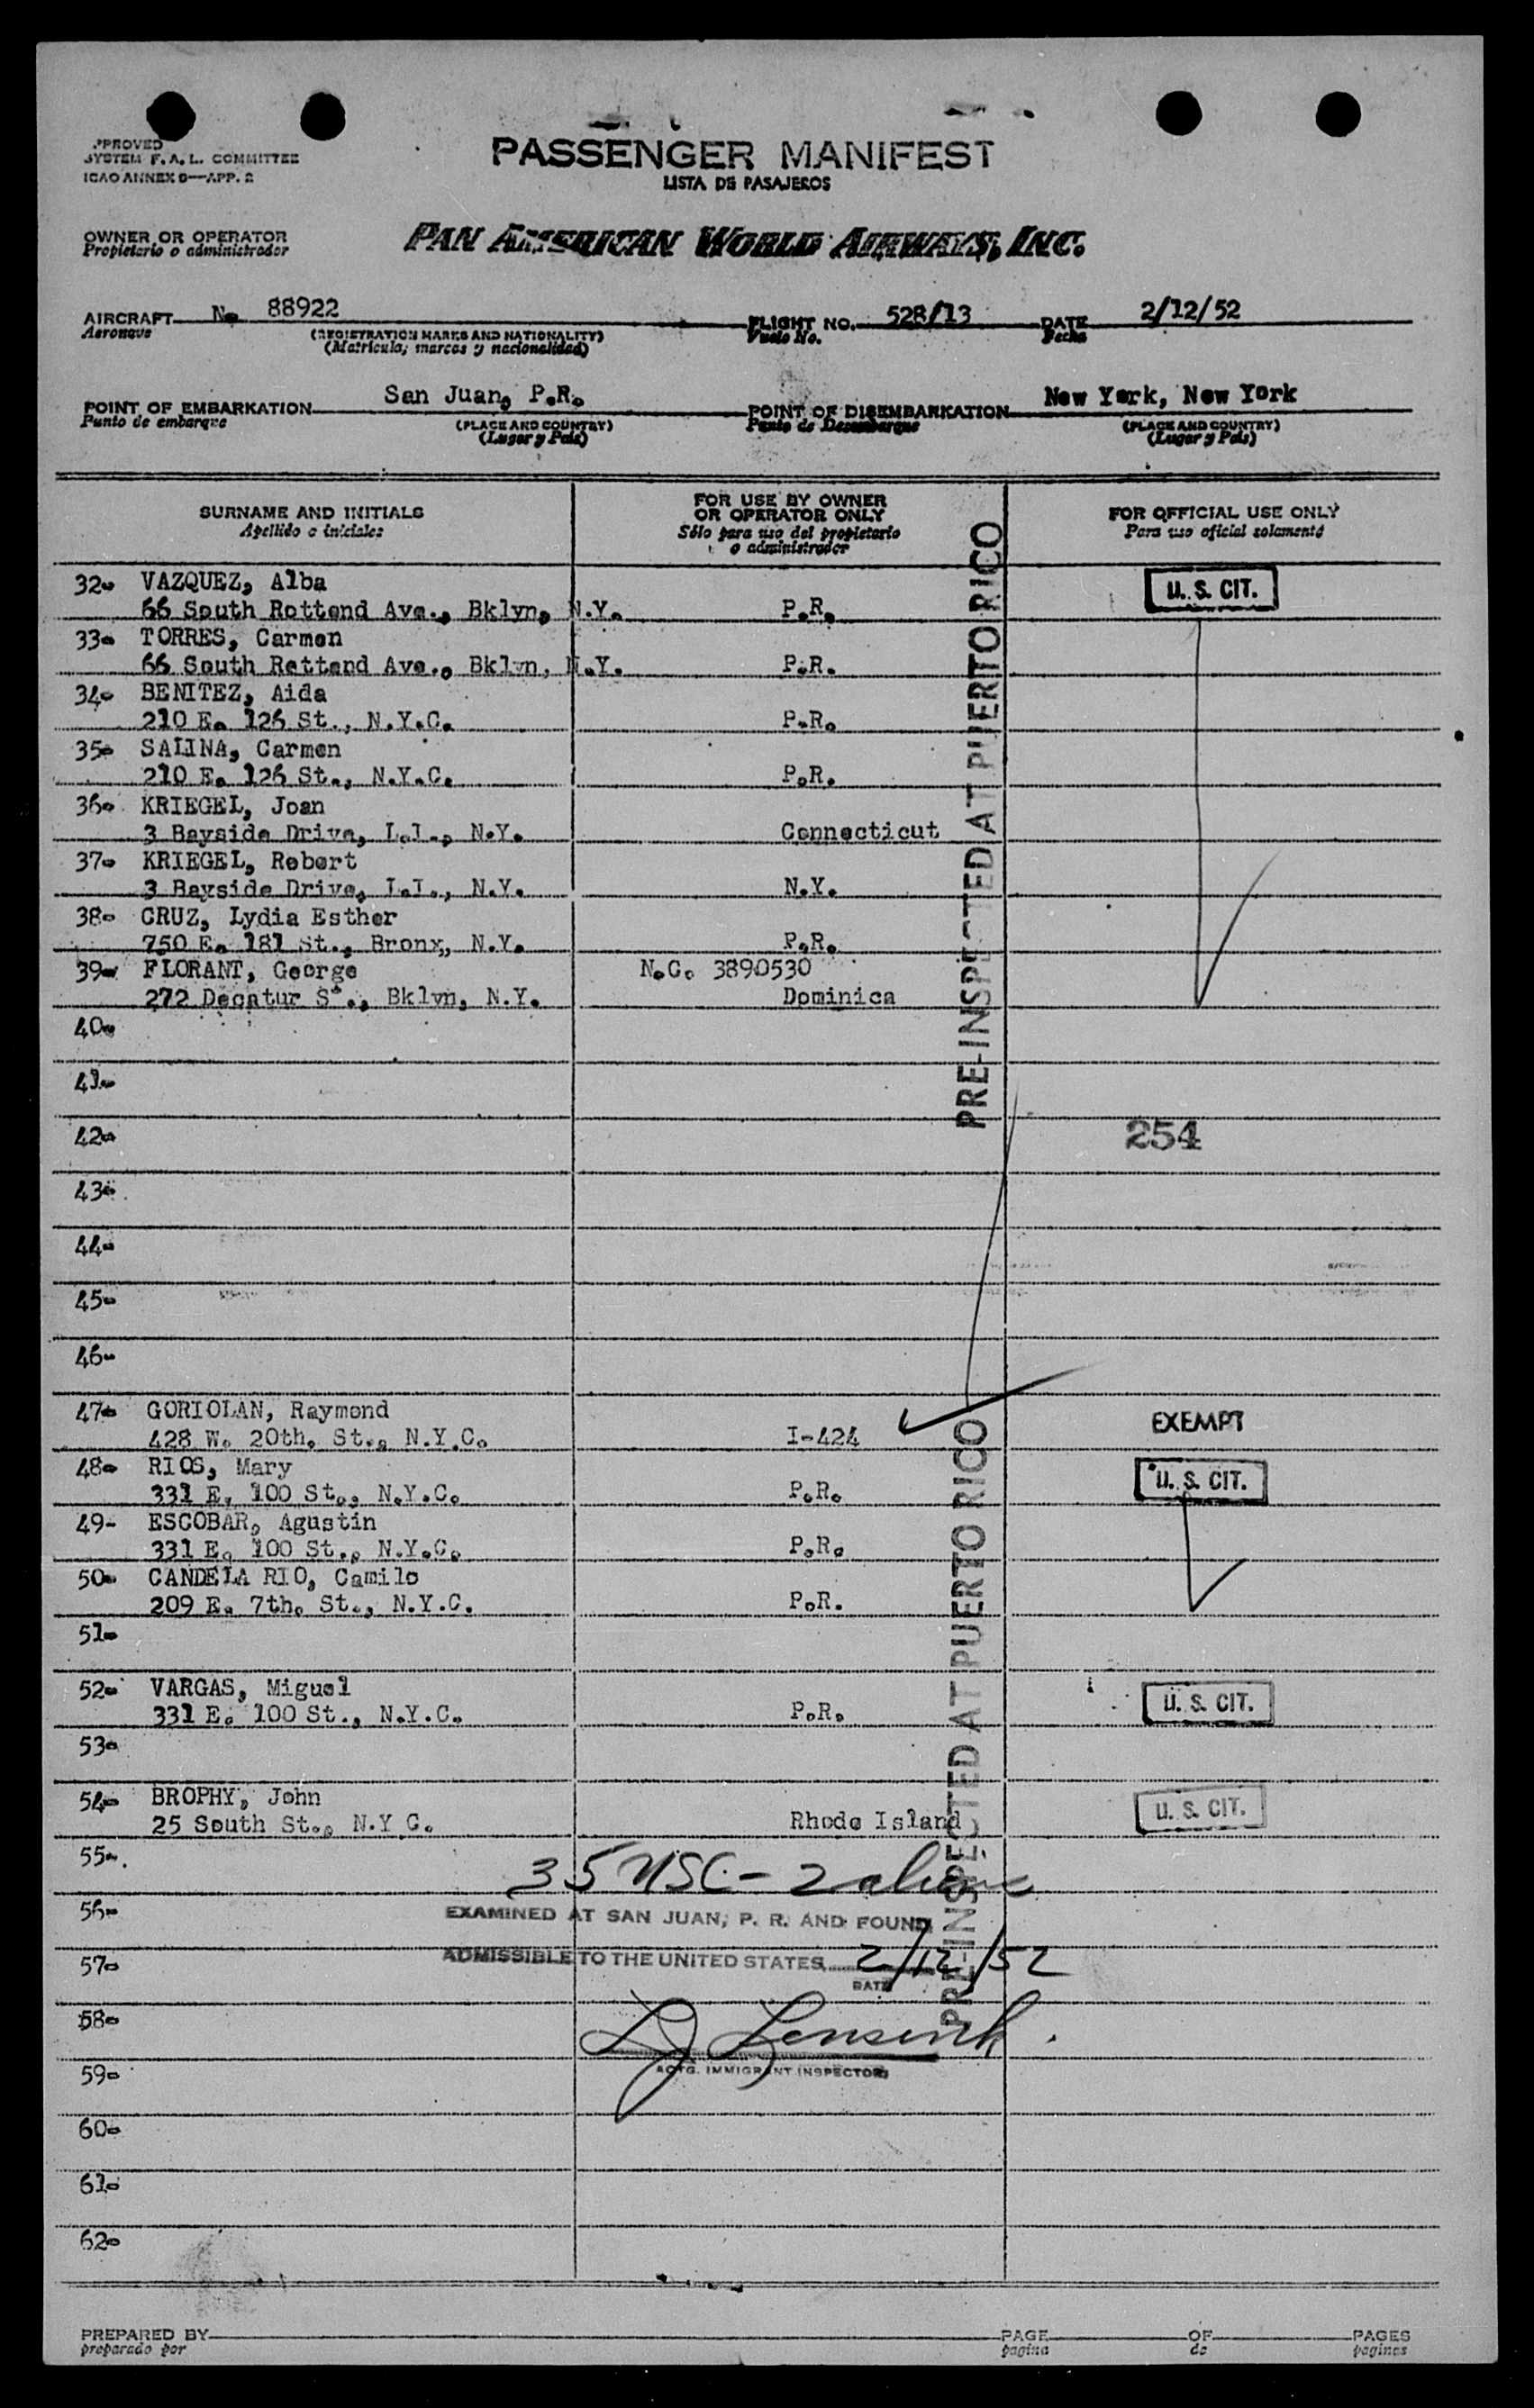 PPROVED
SYSTEM F. A. L. COMMITTEE
ICAO ANNEX 9—APP. 2
PASSENGER MANIFEST
LISTA DE PASAJEROS
OWNER OR OPERATOR
Propietario o administrador
PAN AMERICAN WORLD AIRWAYS, INC.
AIRCRAFT No 88922 FLIGHT NO. 528/13 DATE 2/12/52
Aeronave (REGISTRATION MARKS AND NATIONALITY) Vuelo No. Fecha
(Matricula; marcas y nacionalidad)
POINT OF EMBARKATION San Juan, P.R. POINT OF DISEMBARKATION New York, New York
Punto de embarque (PLACE AND COUNTRY) Punto de Desembarque (PLACE AND COUNTRY)
(Lugar y Pais) (Lugar y Pais)
SURNAME AND INITIALS
Apellido o iniciales
FOR USE BY OWNER
OR OPERATOR ONLY
Sólo para uso del propietario
o administrador
FOR OFFICIAL USE ONLY
Para uso oficial solamente
32- VAZQUEZ, Alba U. S. CIT.
66 South Rottend Ave., Bklyn, N.Y. P.R.
33- TORRES, Carmen
66 South Rettend Ave., Bklyn, N.Y. P.R.
34- BENITEZ, Aida
210 E. 126 St., N.Y.C. P.R.
35- SALINA, Carmen
210 E. 126 St., N.Y.C. P.R.
36- KRIEGEL, Joan
3 Bayside Drive, L.I., N.Y. Connecticut
37- KRIEGEL, Robert
3 Bayside Drive, L.I., N.Y. N.Y.
38- CRUZ, Lydia Esther
750 E. 181 St., Bronx, N.Y. P.R.
39- FLORANT, George N.C. 3890530
272 Decatur St., Bklyn, N.Y. Dominica
PRE-INSPECTED AT PUERTO RICO
40-
41-
42- 254
43-
44-
45-
46-
47- GORIOLAN, Raymond EXEMPT
428 W. 20th. St., N.Y.C. I-424
48- RIOS, Mary U. S. CIT.
331 E. 100 St., N.Y.C. P.R.
49- ESCOBAR, Agustin
331 E. 100 St., N.Y.C. P.R.
50- CANDELA RIO, Camilo
209 E. 7th. St., N.Y.C. P.R.
51-
52- VARGAS, Miguel U. S. CIT.
331 E. 100 St., N.Y.C. P.R.
53-
54- BROPHY, John U. S. CIT.
25 South St., N.Y C. Rhode Island
PRE-INSPECTED AT PUERTO RICO
55-
35 USC - 2 aliens
56-
EXAMINED AT SAN JUAN, P. R. AND FOUND
57- ADMISSIBLE TO THE UNITED STATES 2/12/52
DATE
58-
59- ACTG. IMMIGRANT INSPECTOR
60-
61-
62-
PREPARED BY PAGE OF PAGES
preparado por pagina de paginas